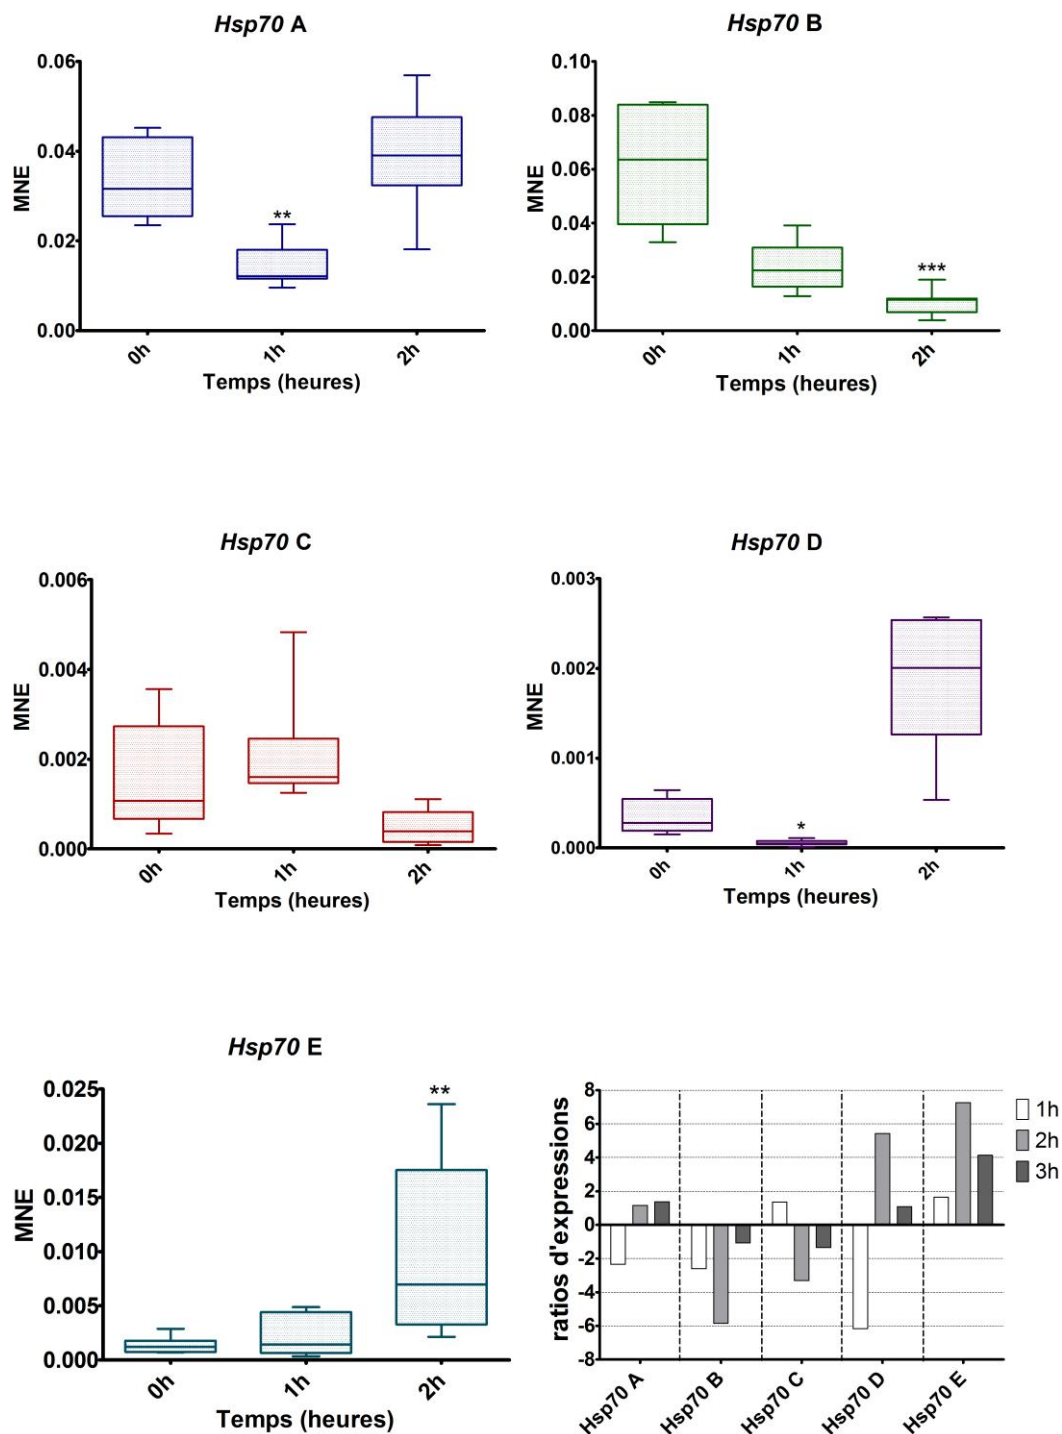 Hsp70 A
0.06
0.04
0.02
0.00
MNE
**
0h
1h
2h
Temps (heures)
Hsp70 B
0.10
0.08
0.06
0.04
0.02
0.00
MNE
***
0h
1h
2h
Temps (heures)
Hsp70 C
0.006
0.004
0.002
0.000
MNE
0h
1h
2h
Temps (heures)
Hsp70 D
0.003
0.002
0.001
0.000
MNE
*
0h
1h
2h
Temps (heures)
Hsp70 E
0.025
0.020
0.015
0.010
0.005
0.000
MNE
**
0h
1h
2h
Temps (heures)
8
6
4
2
0
-2
-4
-6
-8
ratios d'expressions
1h
2h
3h
Hsp70 A
Hsp70 B
Hsp70 C
Hsp70 D
Hsp70 E